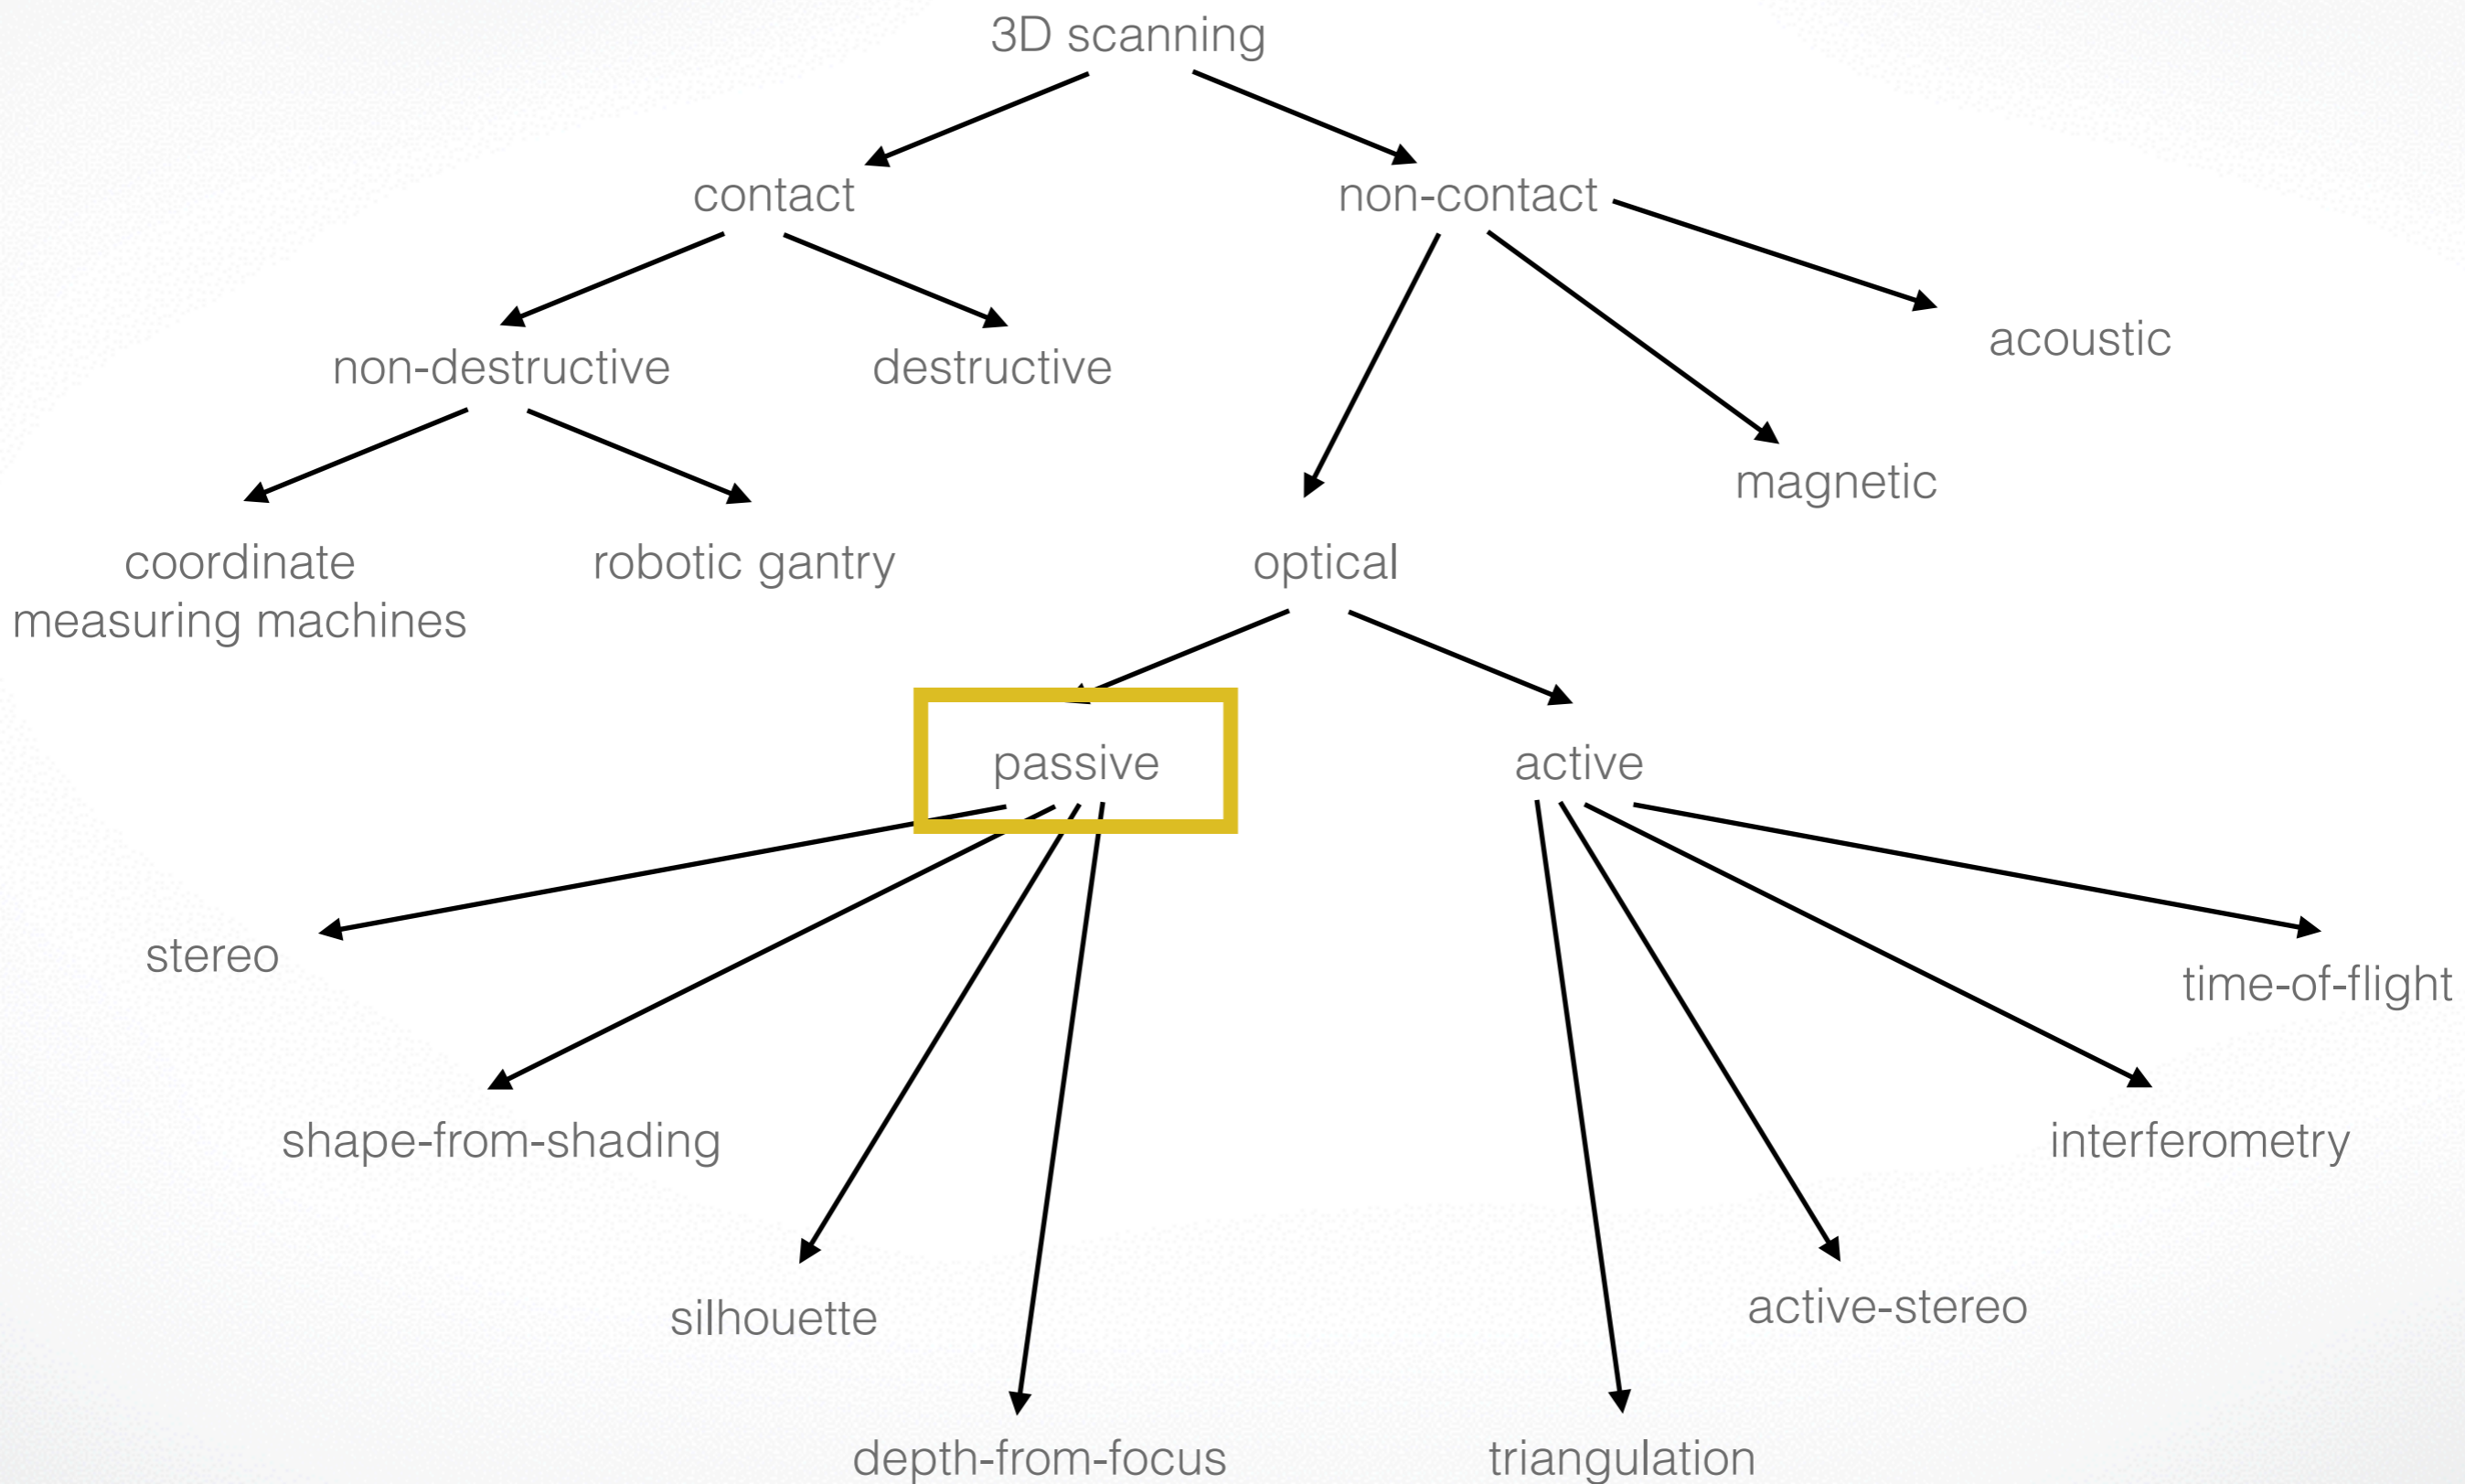 3D scanning
contact
non-contact
acoustic
non-destructive
destructive
magnetic
coordinate
measuring machines
robotic gantry
optical
passive
active
stereo
time-of-flight
shape-from-shading
interferometry
silhouette
active-stereo
depth-from-focus
triangulation